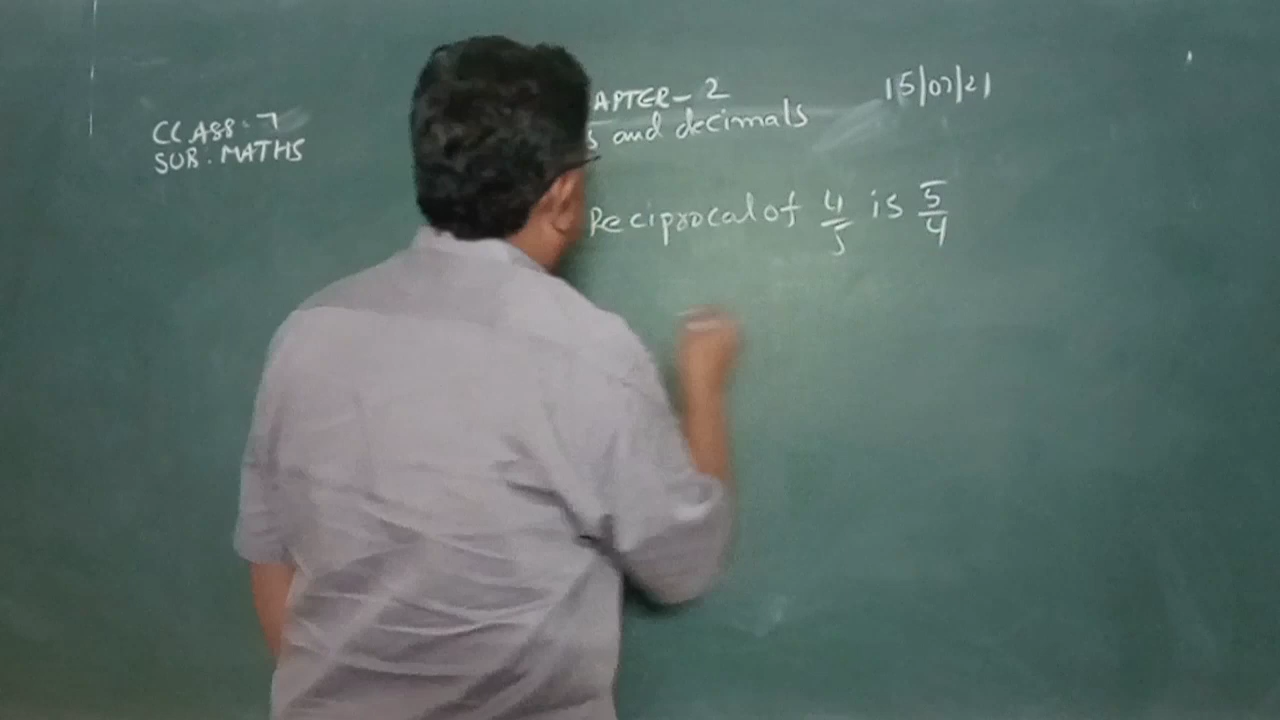 CLASS: 7
SUB: MATHS
APTER-2
15/07/21
s and decimals
Reciprocal of 4/5 is 5/4